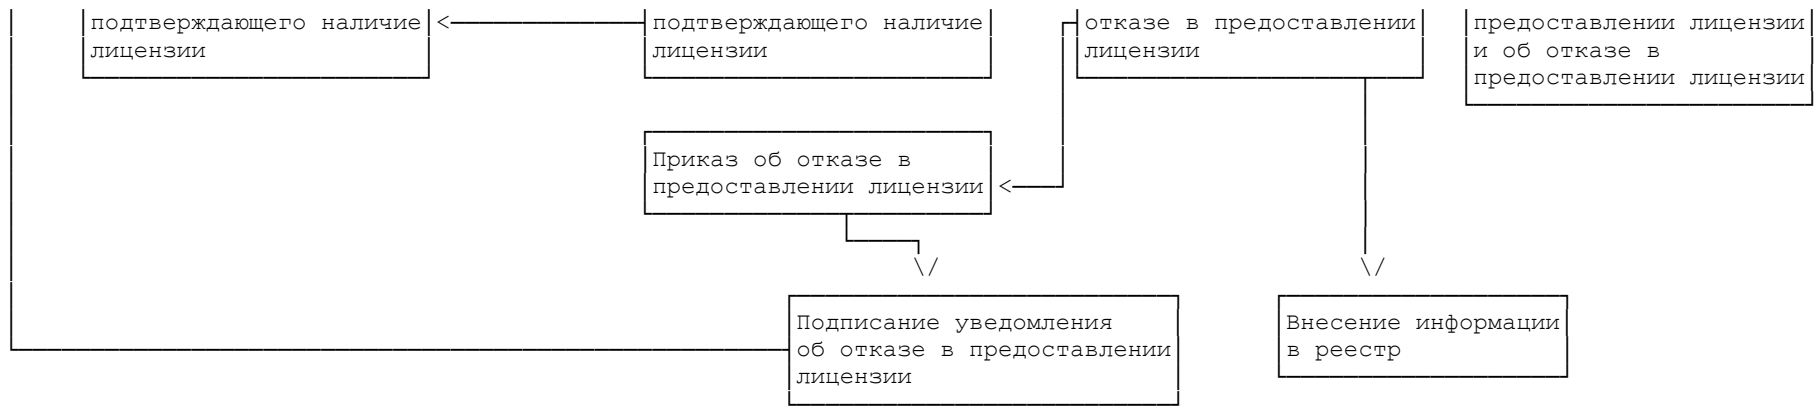 подтверждающего наличие
лицензии
подтверждающего наличие
лицензии
отказе в предоставлении
лицензии
предоставлении лицензии
и об отказе в
предоставлении лицензии
Приказ об отказе в
предоставлении лицензии
Подписание уведомления
об отказе в предоставлении
лицензии
Внесение информации
в реестр